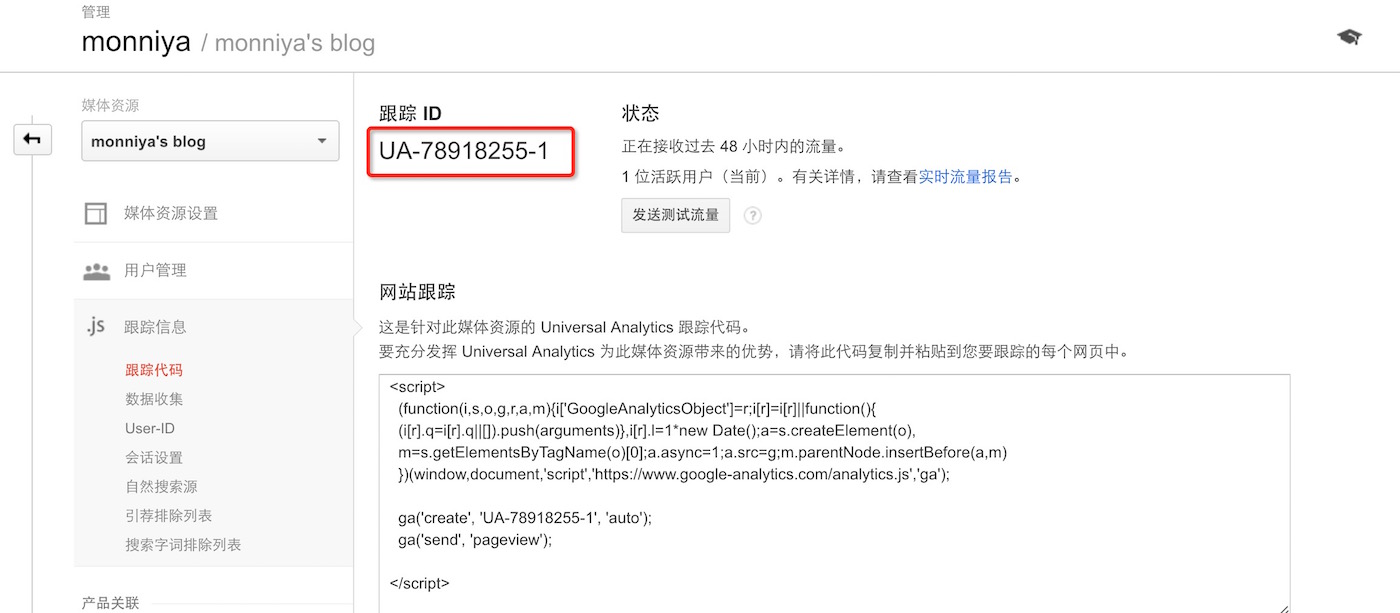 管理
monniya / monniya's blog
媒体资源
monniya's blog
媒体资源设置
用户管理
.js 跟踪信息
跟踪代码
数据收集
User-ID
会话设置
自然搜索源
引荐排除列表
搜索字词排除列表
产品关联
跟踪 ID
UA-78918255-1
状态
正在接收过去 48 小时内的流量。
1 位活跃用户（当前）。有关详情，请查看实时流量报告。
发送测试流量 ?
网站跟踪
这是针对此媒体资源的 Universal Analytics 跟踪代码。
要充分发挥 Universal Analytics 为此媒体资源带来的优势，请将此代码复制并粘贴到您要跟踪的每个网页中。
<script>
(function(i,s,o,g,r,a,m){i['GoogleAnalyticsObject']=r;i[r]=i[r]||function(){
(i[r].q=i[r].q||[]).push(arguments)},i[r].l=1*new Date();a=s.createElement(o),
m=s.getElementsByTagName(o)[0];a.async=1;a.src=g;m.parentNode.insertBefore(a,m)
})(window,document,'script','https://www.google-analytics.com/analytics.js','ga');
ga('create', 'UA-78918255-1', 'auto');
ga('send', 'pageview');
</script>